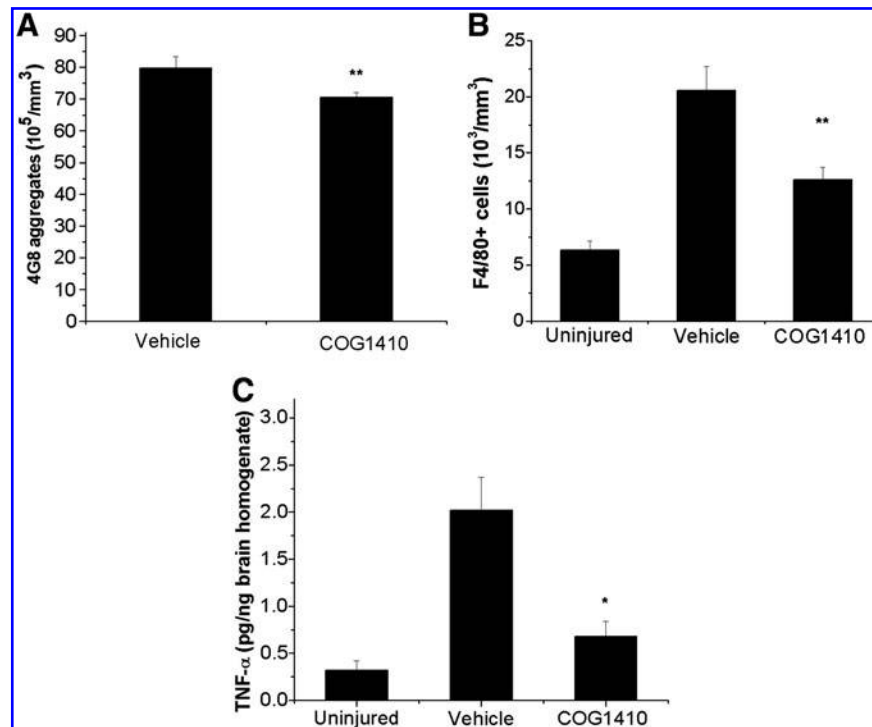 A
4G8 aggregates (10⁵/mm³)
90
80
70
60
50
40
30
20
10
0
**
Vehicle
COG1410
B
F4/80+ cells (10³/mm³)
25
20
15
10
5
0
**
Uninjured
Vehicle
COG1410
C
TNF-α (pg/ng brain homogenate)
3.0
2.5
2.0
1.5
1.0
0.5
0.0
*
Uninjured
Vehicle
COG1410